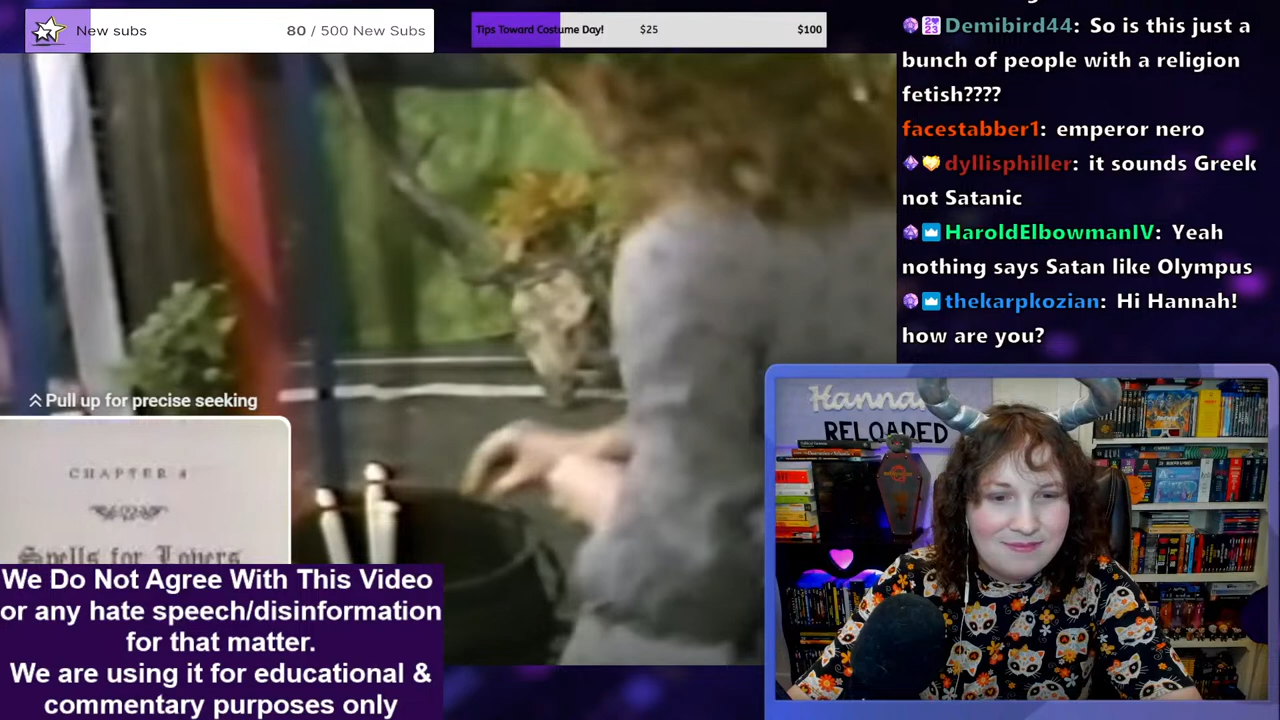 New subs
80 / 500 New Subs
Tips Toward Costume Day!
$25
$100
Demibird44: So is this just a
bunch of people with a religion
fetish????
facestabber1: emperor nero
dyllisphiller: it sounds Greek
not Satanic
HaroldElbowmanIV: Yeah
nothing says Satan like Olympus
thekarpkozian: Hi Hannah!
how are you?
Pull up for precise seeking
CHAPTER 4
Spells for Lovers
We Do Not Agree With This Video
or any hate speech/disinformation
for that matter.
We are using it for educational &
commentary purposes only
Hannah
RELOADED